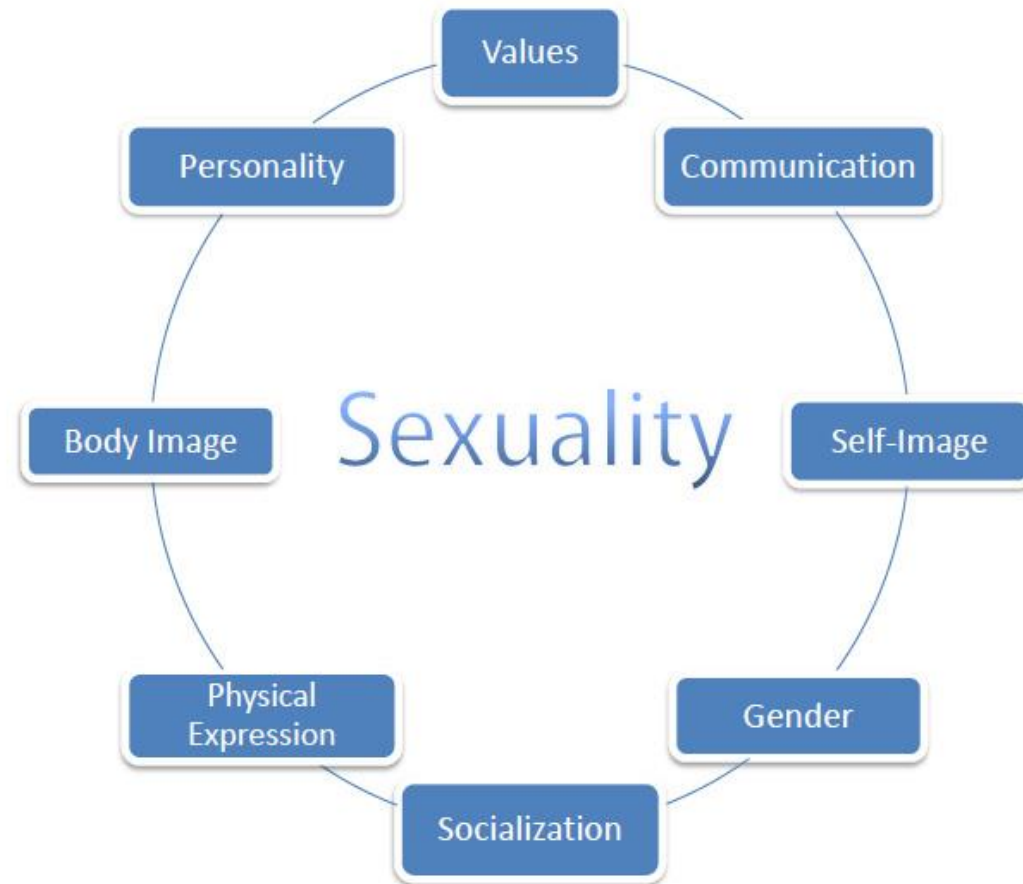 Values
Personality
Communication
Body Image
Sexuality
Self-Image
Physical
Expression
Gender
Socialization